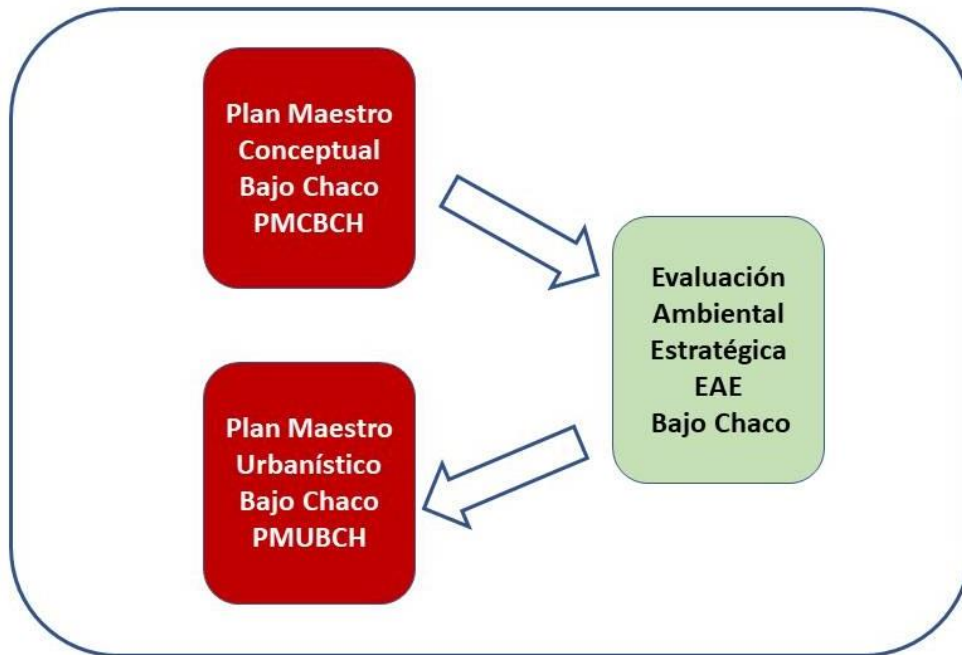 Plan Maestro
Conceptual
Bajo Chaco
PMCBCH
Evaluación
Ambiental
Estratégica
EAE
Bajo Chaco
Plan Maestro
Urbanístico
Bajo Chaco
PMUBCH